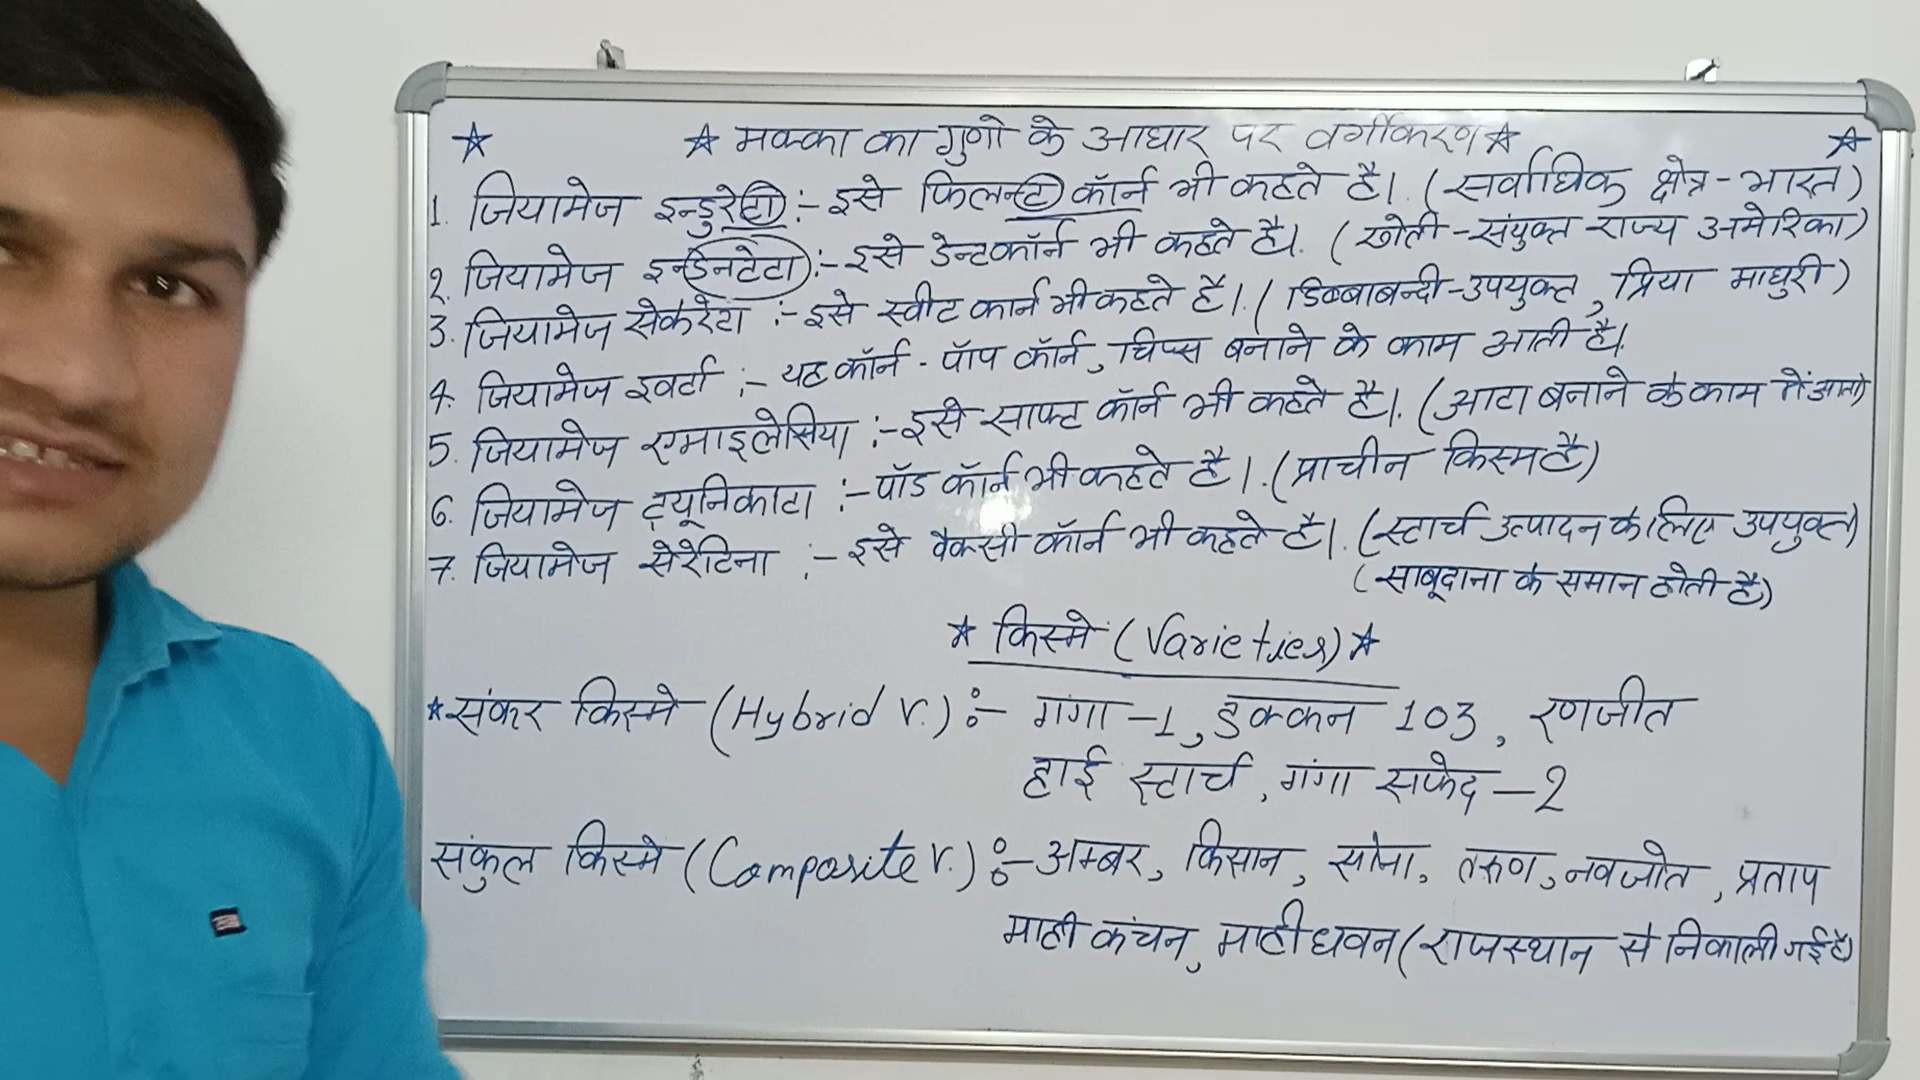 मक्का का गुणो के आधार पर वर्गीकरण
1. जियामेज इन्डुरेटा :- इसे फिलन्ट कॉर्न भी कहते है। (सर्वाधिक क्षेत्र - भारत)
2. जियामेज इन्डेनटेटा :- इसे डेन्टकॉर्न भी कहते है। (खेती - संयुक्त राज्य अमेरिका)
3. जियामेज सेकेरेटा :- इसे स्वीट कार्न भी कहते है। (डिब्बाबन्दी - उपयुक्त, प्रिया माधुरी)
4. जियामेज इवर्टा :- यह कॉर्न - पॉप कॉर्न, चिप्स बनाने के काम आती है।
5. जियामेज एमाइलेसिया :- इसे साफ्ट कॉर्न भी कहते है। (आटा बनाने के काम में आता)
6. जियामेज ट्यूनिकाटा :- पॉड कॉर्न भी कहते है। (प्राचीन किस्म है)
7. जियामेज सेरेटिना :- इसे वैक्सी कॉर्न भी कहते है। (स्टार्च उत्पादन के लिए उपयुक्त)
(साबूदाना के समान होती है)
किस्मे (Varieties)
संकर किस्मे (Hybrid V.) :- गंगा -1, डक्कन 103, रणजीत
हाई स्टार्च, गंगा सफेद -2
संकुल किस्मे (Composite V.) :- अम्बर, किसान, सोना, तरुण, नवजोत, प्रताप
माही कंचन, माही धवन (राजस्थान से निकाली गई है)